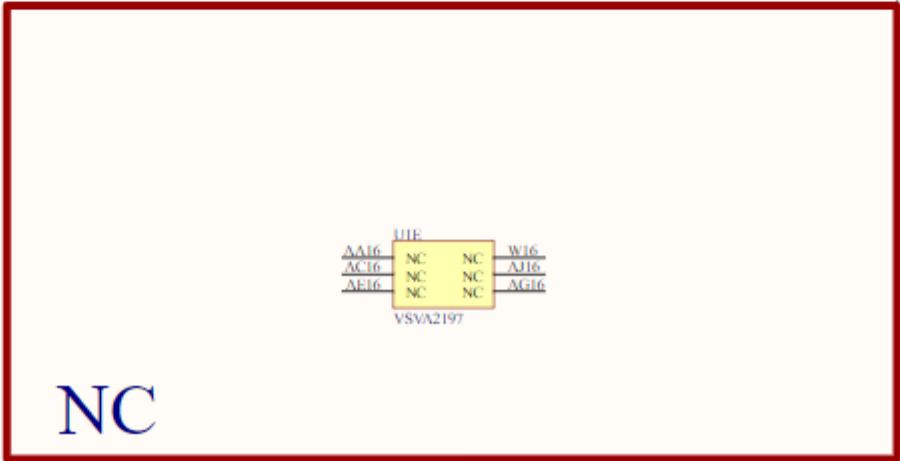 U1E
AA16 NC NC W16
AC16 NC NC AJ16
AE16 NC NC AG16
VSVA2197
NC